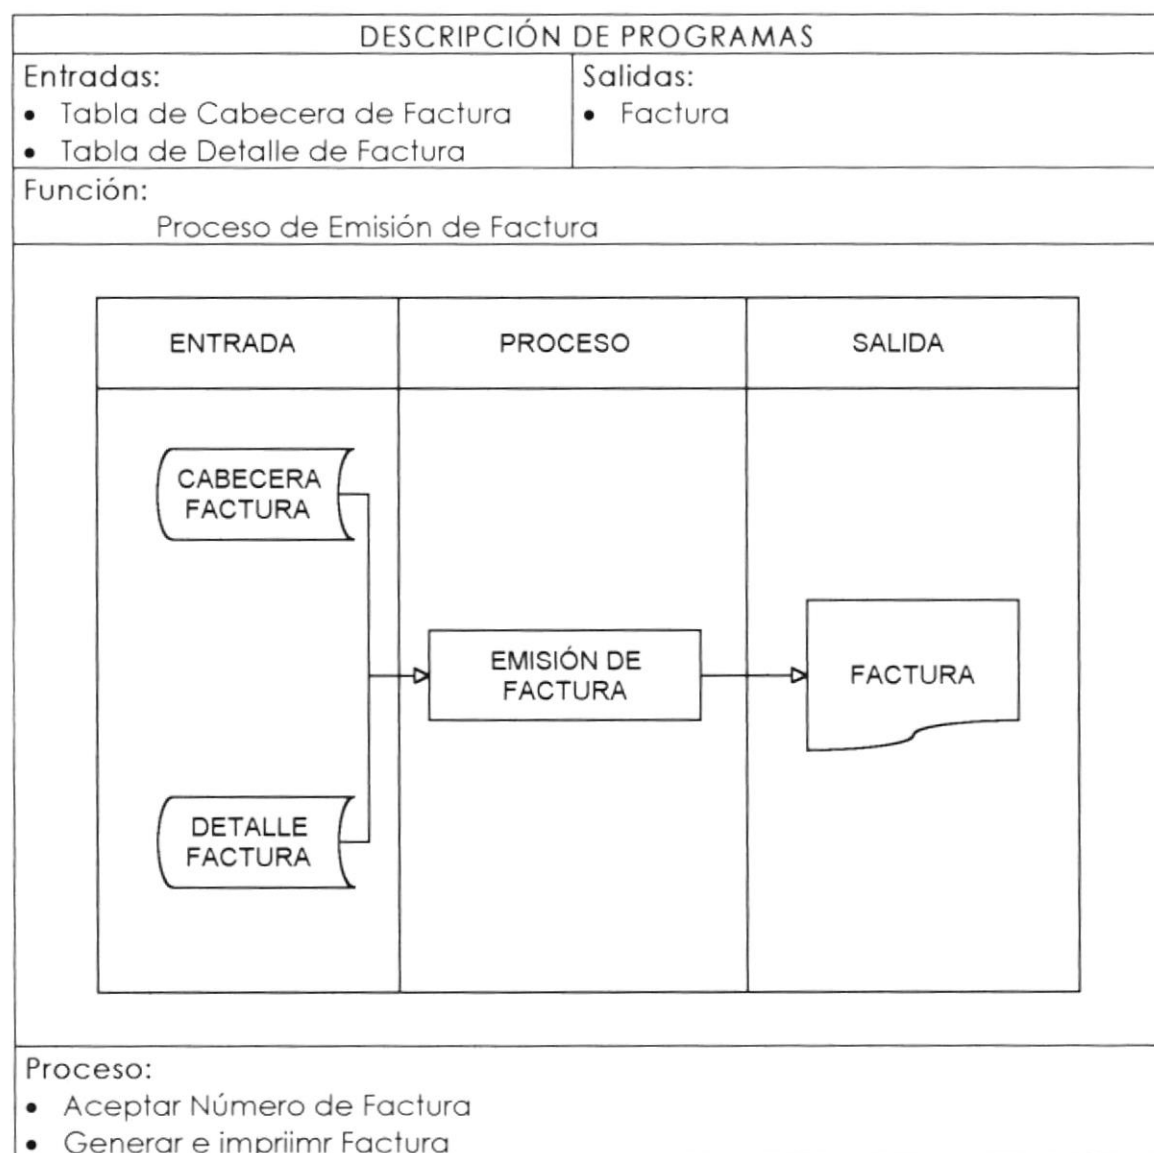 DESCRIPCIÓN DE PROGRAMAS
Entradas:
• Tabla de Cabecera de Factura
• Tabla de Detalle de Factura
Salidas:
• Factura
Función:
Proceso de Emisión de Factura
ENTRADA
PROCESO
SALIDA
CABECERA
FACTURA
DETALLE
FACTURA
EMISIÓN DE
FACTURA
FACTURA
Proceso:
• Aceptar Número de Factura
• Generar e impriimr Factura